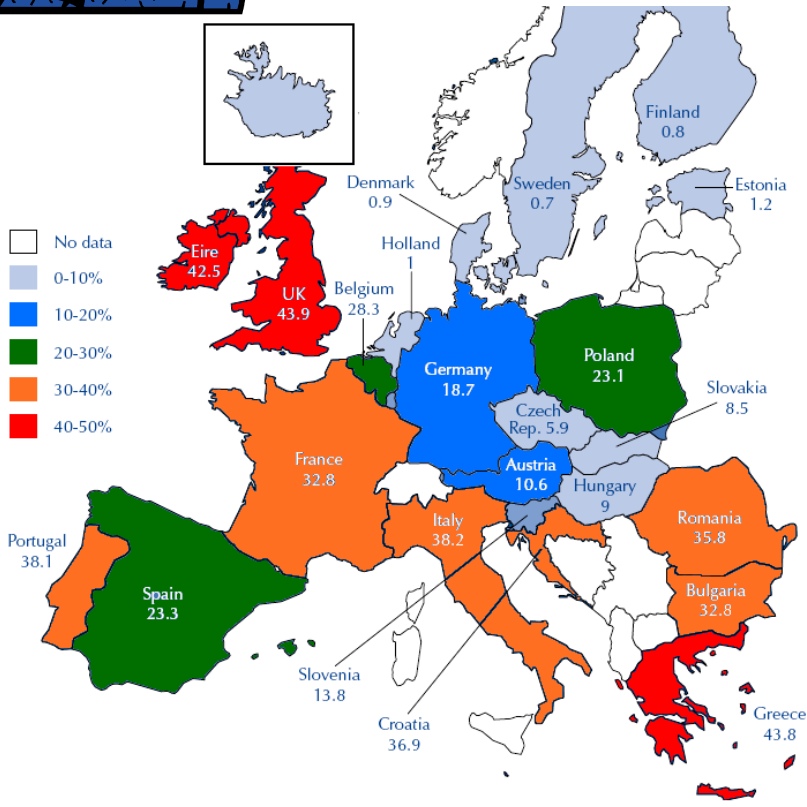 Finland
0.8
Denmark
0.9
Sweden
0.7
Estonia
1.2
No data
0-10%
10-20%
20-30%
30-40%
40-50%
Eire
42.5
UK
43.9
Holland
1
Belgium
28.3
Germany
18.7
Poland
23.1
Slovakia
8.5
Czech
Rep. 5.9
Austria
10.6
Hungary
9
France
32.8
Italy
38.2
Romania
35.8
Bulgaria
32.8
Portugal
38.1
Spain
23.3
Slovenia
13.8
Croatia
36.9
Greece
43.8